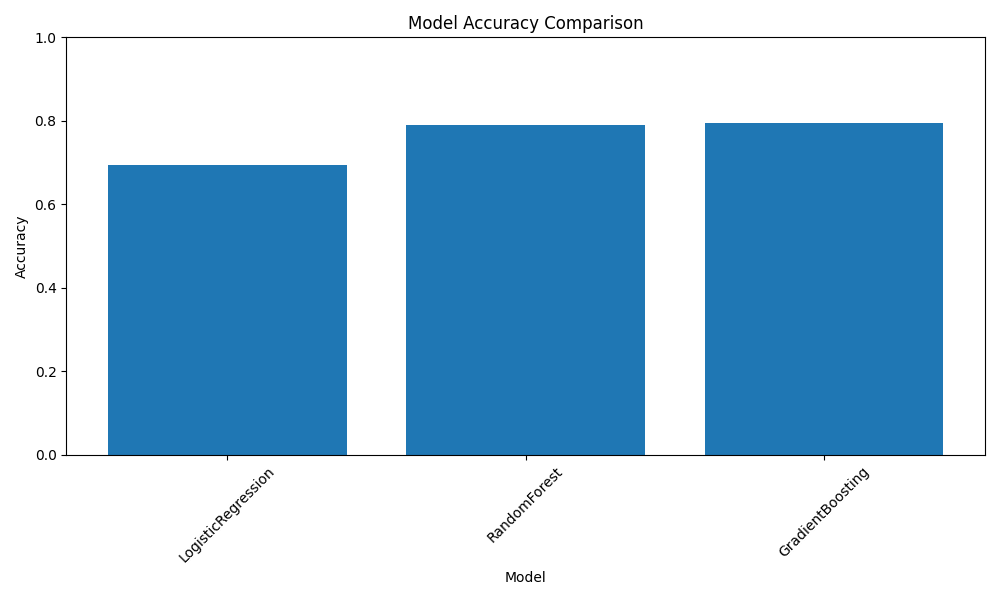 Model Accuracy Comparison
1.0
0.8
0.6
0.4
0.2
0.0
Accuracy
LogisticRegression
RandomForest
GradientBoosting
Model